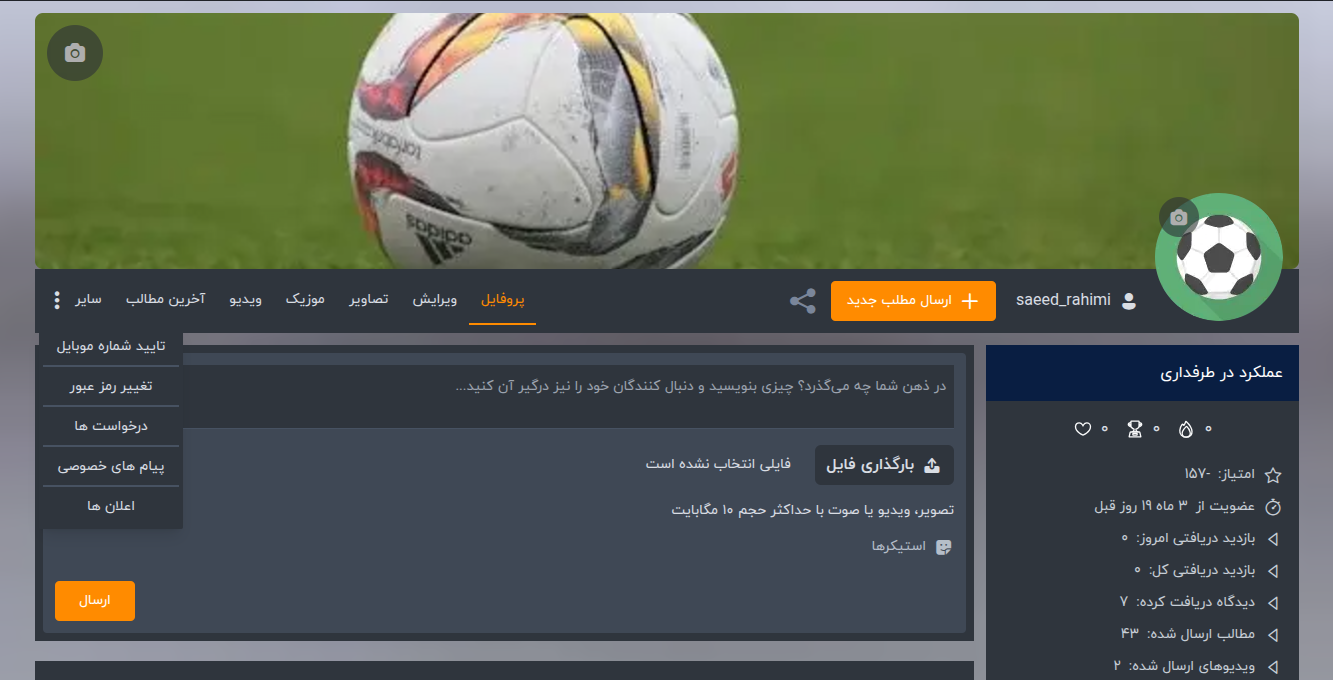 torfabrik
adidas
saeed_rahimi
ارسال مطلب جدید
پروفایل
ویرایش
تصاویر
موزیک
ویدیو
آخرین مطالب
سایر
تایید شماره موبایل
تغییر رمز عبور
درخواست ها
پیام های خصوصی
اعلان ها
عملکرد در طرفداری
۰ ۰ ۰
امتیاز: -۱۵۷
عضویت از ۳ ماه ۱۹ روز قبل
بازدید دریافتی امروز: ۰
بازدید دریافتی کل: ۰
دیدگاه دریافت کرده: ۷
مطالب ارسال شده: ۴۳
ویدیوهای ارسال شده: ۲
در ذهن شما چه می‌گذرد؟ چیزی بنویسید و دنبال کنندگان خود را نیز درگیر آن کنید...
بارگذاری فایل
فایلی انتخاب نشده است
تصویر، ویدیو یا صوت با حداکثر حجم ۱۰ مگابایت
استیکرها
ارسال